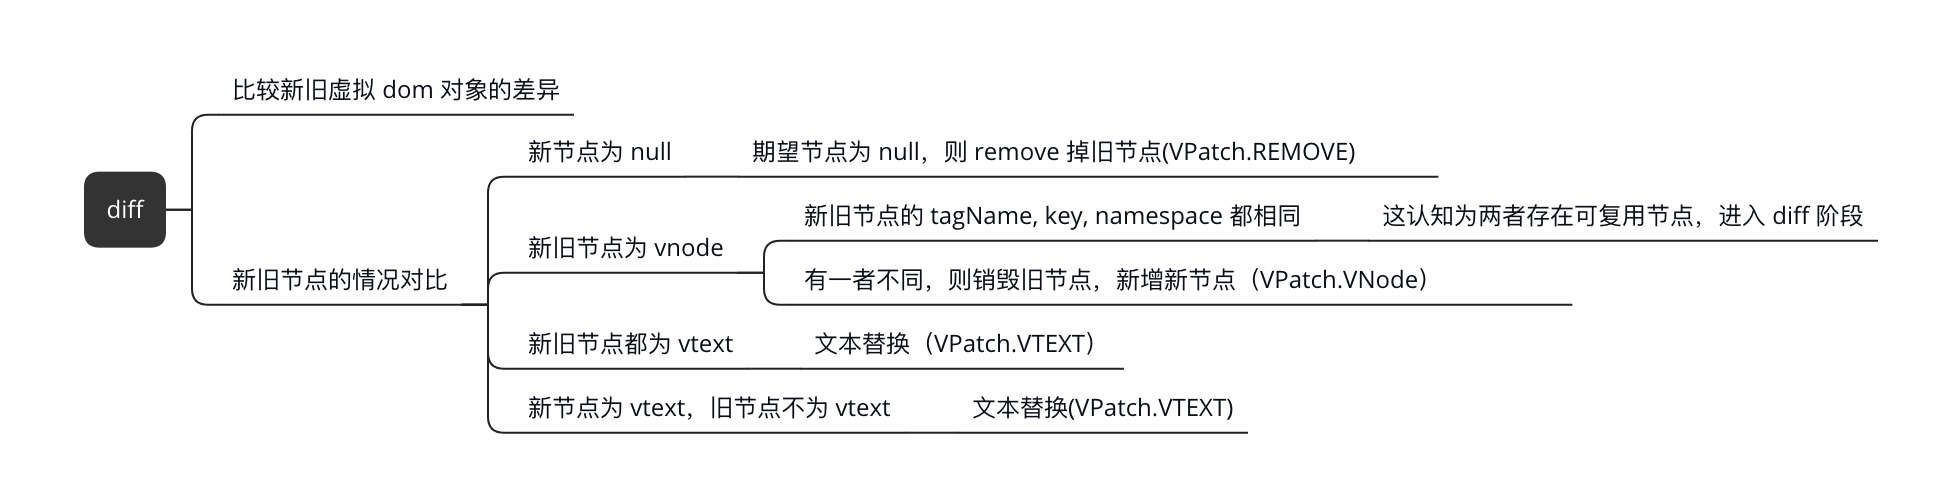 比较新旧虚拟 dom 对象的差异
新节点为 null
期望节点为 null，则 remove 掉旧节点(VPatch.REMOVE)
diff
新旧节点的 tagName, key, namespace 都相同
这认知为两者存在可复用节点，进入 diff 阶段
新旧节点为 vnode
新旧节点的情况对比
有一者不同，则销毁旧节点，新增新节点（VPatch.VNode）
新旧节点都为 vtext
文本替换（VPatch.VTEXT）
新节点为 vtext，旧节点不为 vtext
文本替换(VPatch.VTEXT)